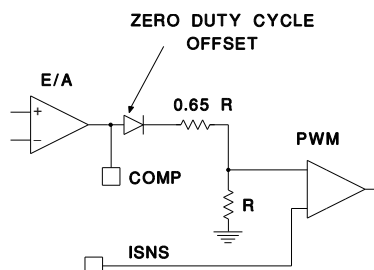 ZERO DUTY CYCLE
OFFSET
E/A
0.65 R
+
−
PWM
COMP
R
ISNS